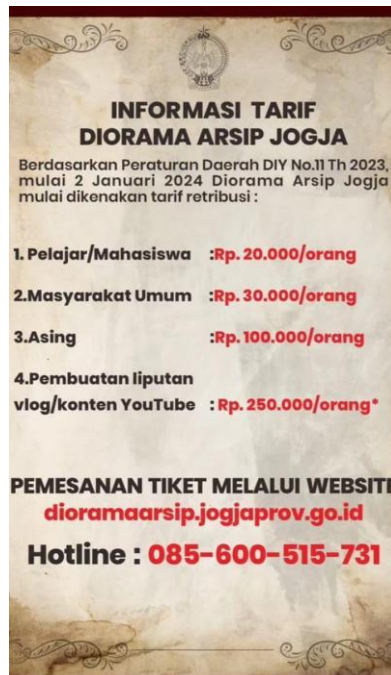 INFORMASI TARIF
DIORAMA ARSIP JOGJA
Berdasarkan Peraturan Daerah DIY No.11 Th 2023,
mulai 2 Januari 2024 Diorama Arsip Jogja
mulai dikenakan tarif retribusi :
1. Pelajar/Mahasiswa :Rp. 20.000/orang
2.Masyarakat Umum :Rp. 30.000/orang
3.Asing :Rp. 100.000/orang
4.Pembuatan liputan
vlog/konten YouTube : Rp. 250.000/orang*
PEMESANAN TIKET MELALUI WEBSITE
dioramaarsip.jogjaprov.go.id
Hotline : 085-600-515-731